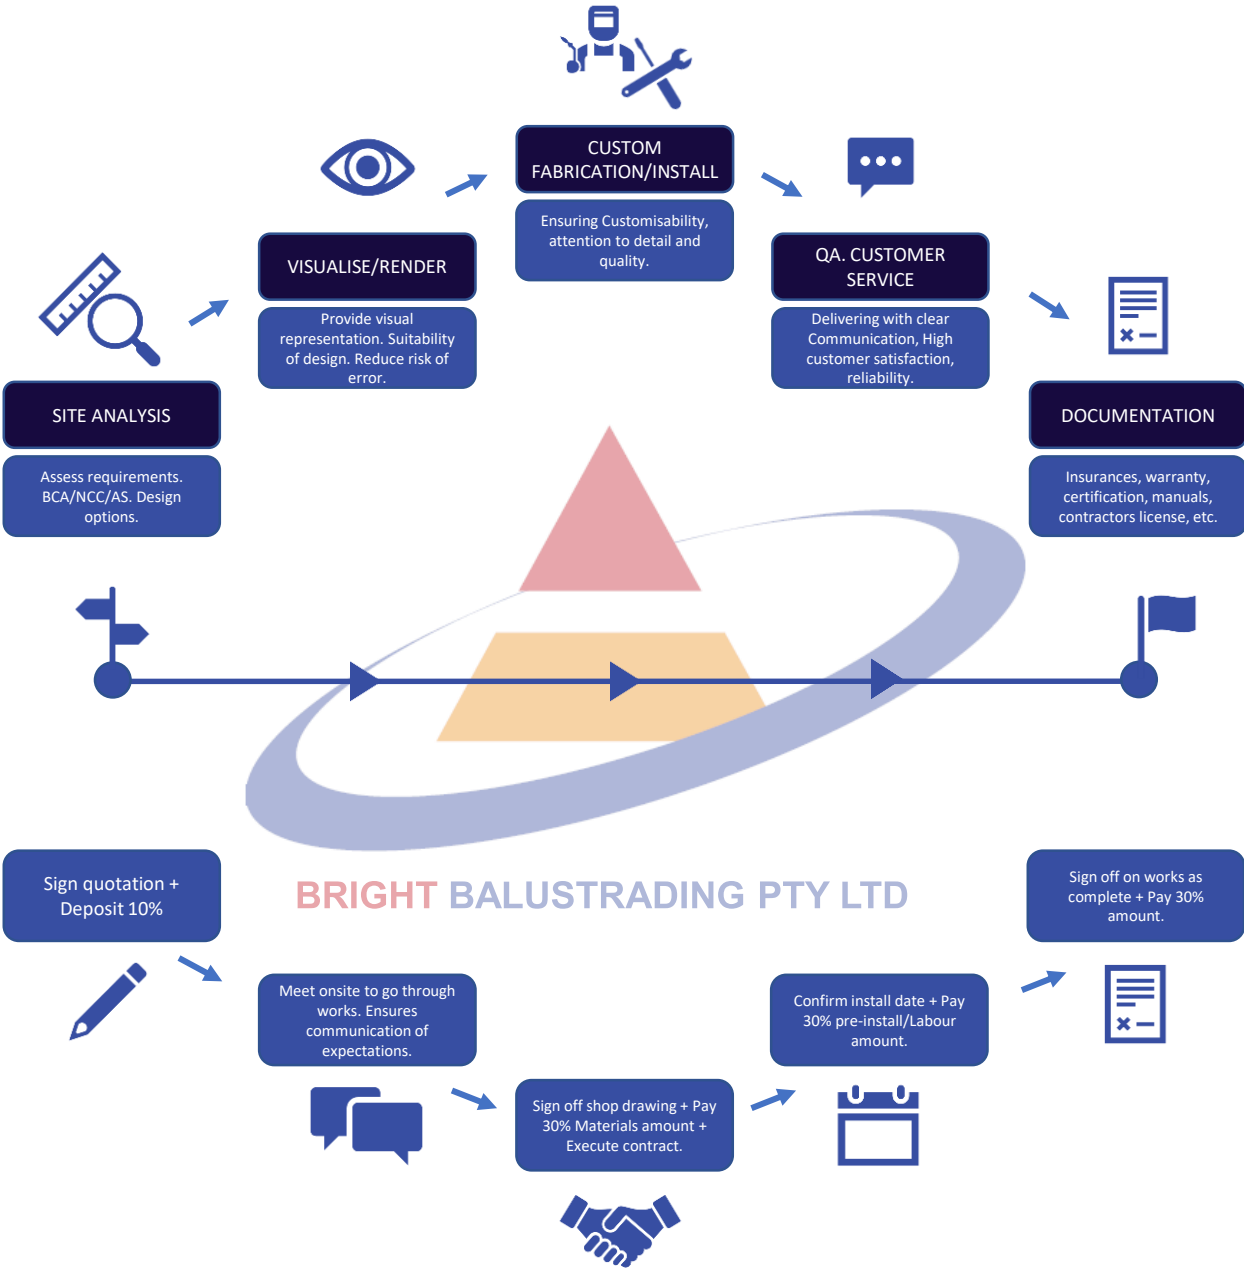 CUSTOM
FABRICATION/INSTALL
Ensuring Customisability,
attention to detail and
quality.
VISUALISE/RENDER
Provide visual
representation. Suitability
of design. Reduce risk of
error.
QA. CUSTOMER
SERVICE
Delivering with clear
Communication, High
customer satisfaction,
reliability.
SITE ANALYSIS
Assess requirements.
BCA/NCC/AS. Design
options.
DOCUMENTATION
Insurances, warranty,
certification, manuals,
contractors license, etc.
Sign quotation +
Deposit 10%
BRIGHT BALUSTRADING PTY LTD
Sign off on works as
complete + Pay 30%
amount.
Meet onsite to go through
works. Ensures
communication of
expectations.
Confirm install date + Pay
30% pre-install/Labour
amount.
Sign off shop drawing + Pay
30% Materials amount +
Execute contract.